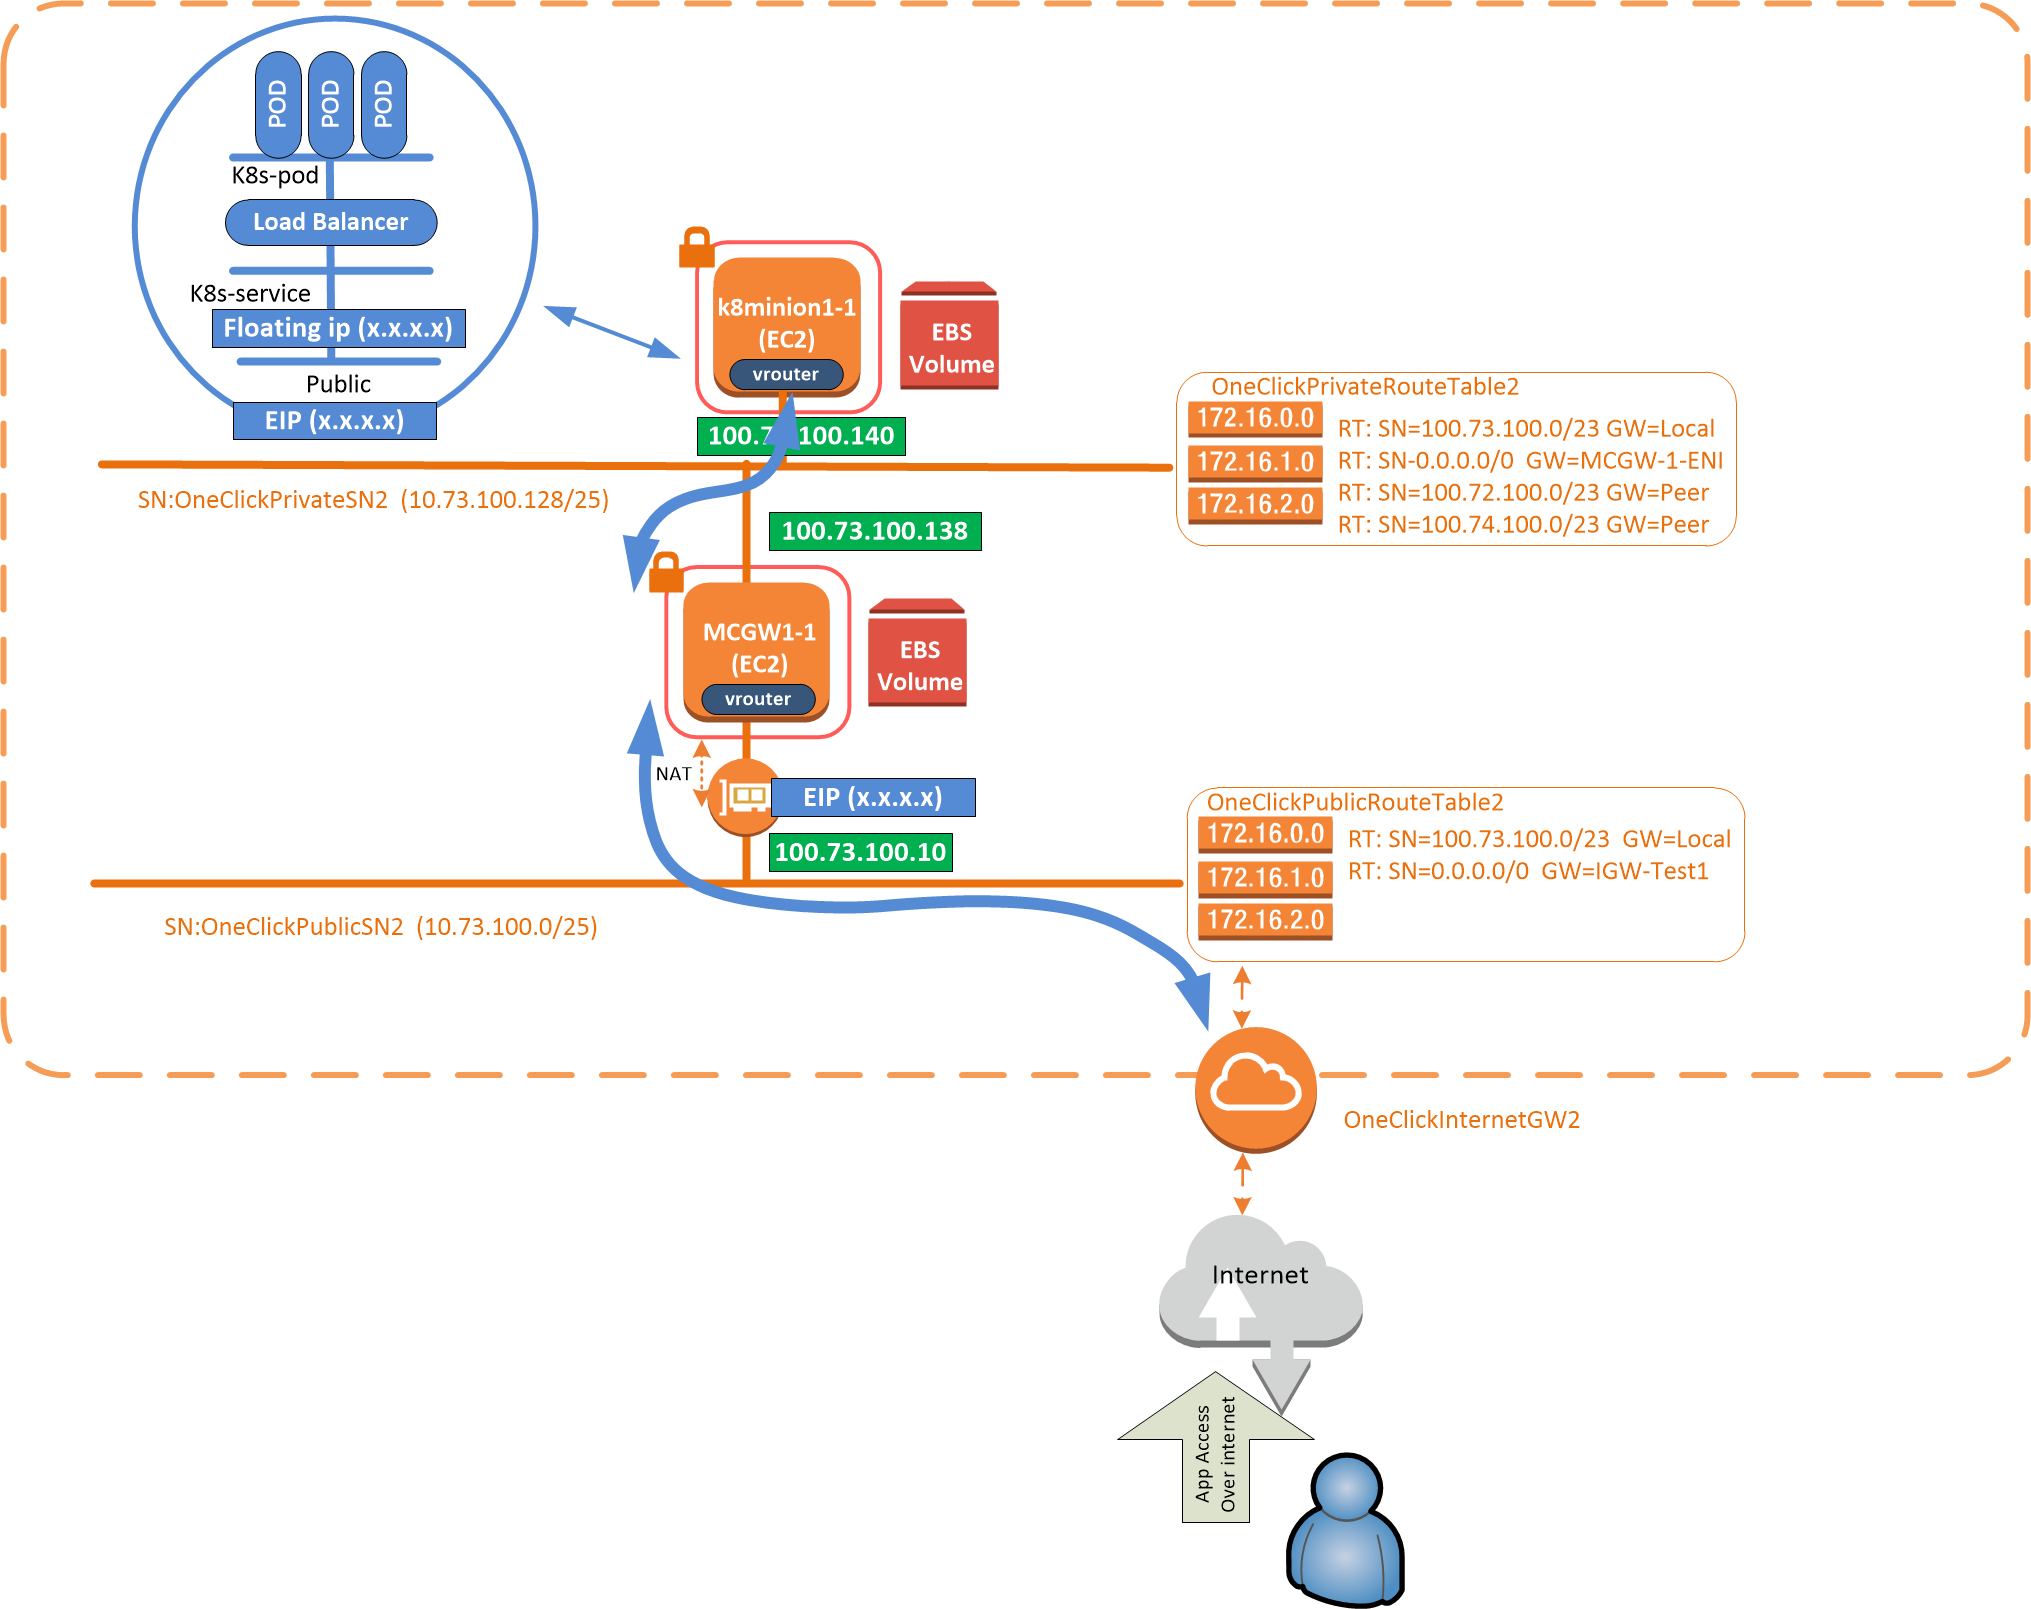 POD
POD
POD
K8s-pod
Load Balancer
K8s-service
Floating ip (x.x.x.x)
Public
EIP (x.x.x.x)
k8minion1-1
(EC2)
vrouter
EBS
Volume
100.7 100.140
SN:OneClickPrivateSN2 (10.73.100.128/25)
OneClickPrivateRouteTable2
172.16.0.0
172.16.1.0
172.16.2.0
RT: SN=100.73.100.0/23 GW=Local
RT: SN-0.0.0.0/0 GW=MCGW-1-ENI
RT: SN=100.72.100.0/23 GW=Peer
RT: SN=100.74.100.0/23 GW=Peer
100.73.100.138
MCGW1-1
(EC2)
vrouter
EBS
Volume
NAT
EIP (x.x.x.x)
100.73.100.10
SN:OneClickPublicSN2 (10.73.100.0/25)
OneClickPublicRouteTable2
172.16.0.0
172.16.1.0
172.16.2.0
RT: SN=100.73.100.0/23 GW=Local
RT: SN=0.0.0.0/0 GW=IGW-Test1
OneClickInternetGW2
Internet
App Access
Over internet